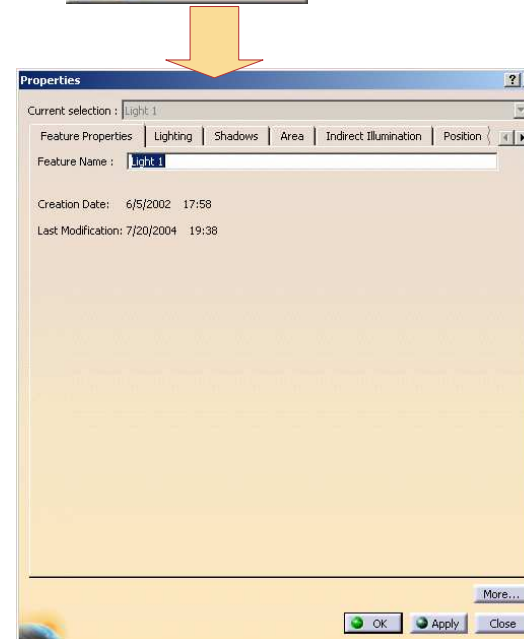 Properties
?
Current selection : Light 1
Feature Properties Lighting Shadows Area Indirect Illumination Position
Feature Name : Light 1
Creation Date: 6/5/2002 17:58
Last Modification: 7/20/2004 19:38
More...
OK Apply Close